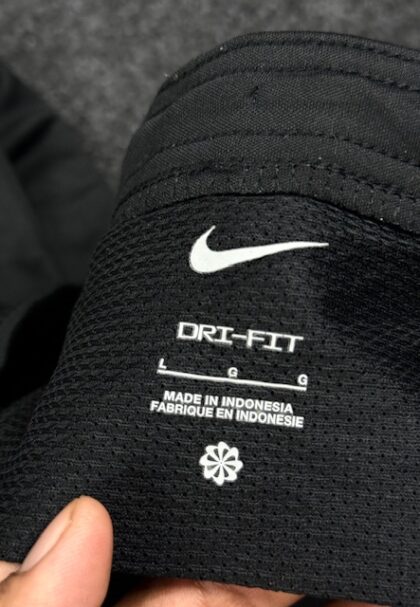 DRI-FIT
L G G
MADE IN INDONESIA
FABRIQUE EN INDONESIE